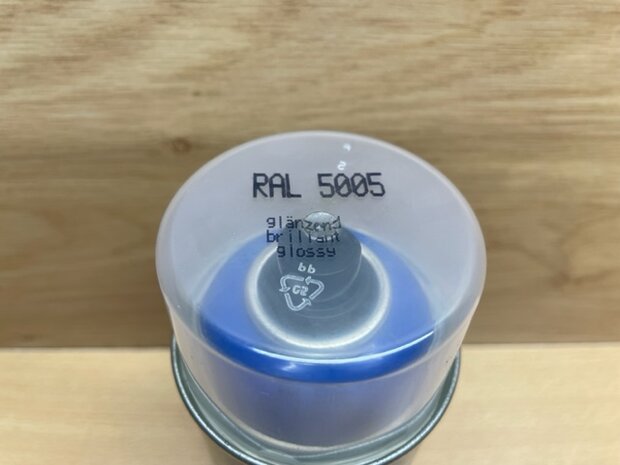 RAL 5005
glänzend
brillant
glossy